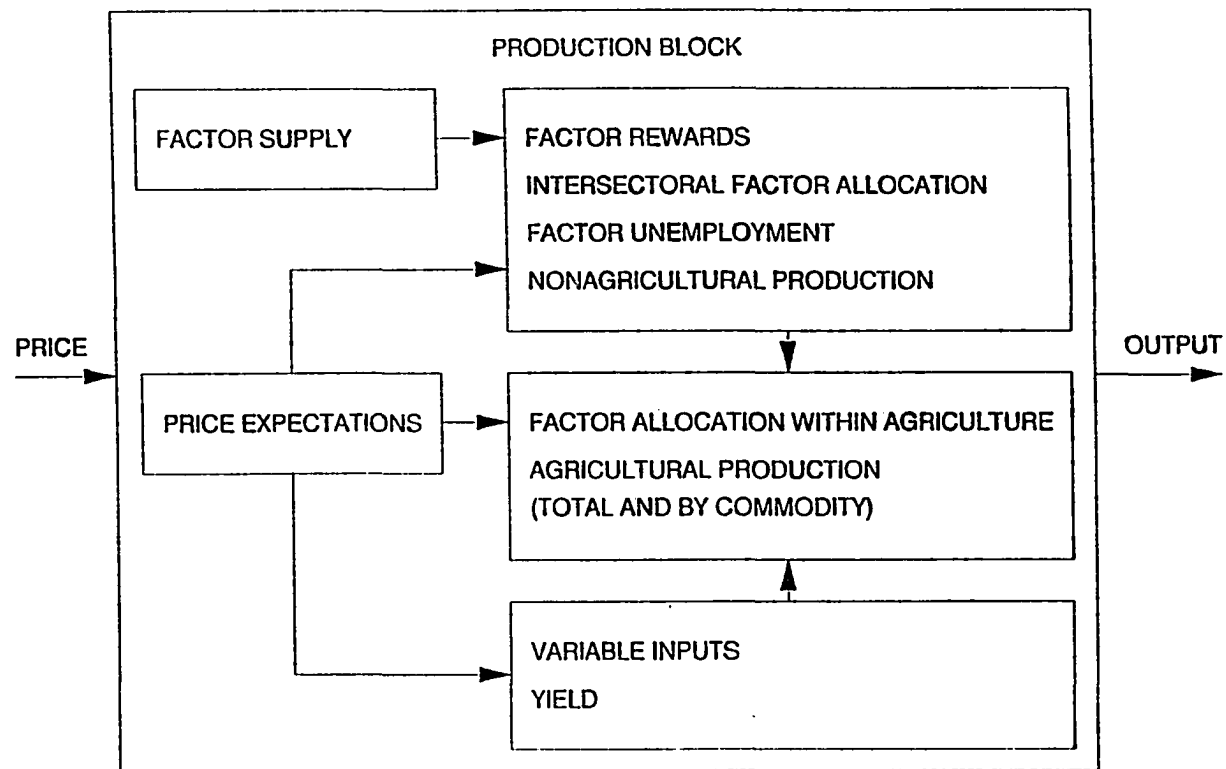 PRODUCTION BLOCK
FACTOR SUPPLY
FACTOR REWARDS
INTERSECTORAL FACTOR ALLOCATION
FACTOR UNEMPLOYMENT
NONAGRICULTURAL PRODUCTION
PRICE
OUTPUT
PRICE EXPECTATIONS
FACTOR ALLOCATION WITHIN AGRICULTURE
AGRICULTURAL PRODUCTION
(TOTAL AND BY COMMODITY)
VARIABLE INPUTS
YIELD